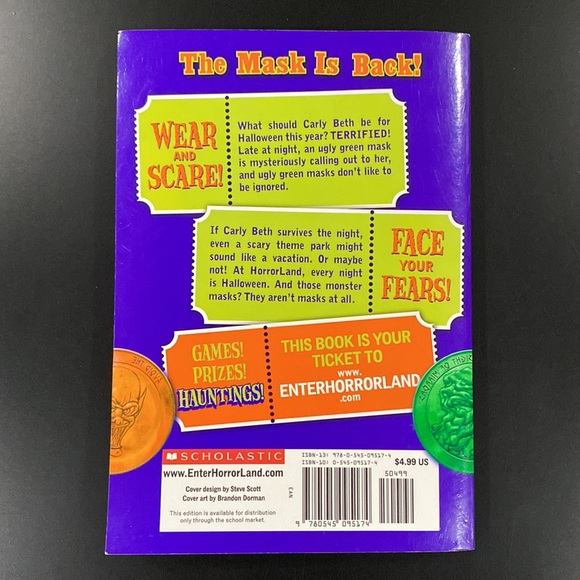 The Mask Is Back!
WEAR
AND
SCARE!
What should Carly Beth be for
Halloween this year? TERRIFIED!
Late at night, an ugly green mask
is mysteriously calling out to her,
and ugly green masks don't like to
be ignored.
If Carly Beth survives the night,
even a scary theme park might
sound like a vacation. Or maybe
not! At HorrorLand, every night
is Halloween. And those monster
masks? They aren't masks at all.
FACE
YOUR
FEARS!
GAMES!
PRIZES!
HAUNTINGS!
THIS BOOK IS YOUR
TICKET TO
www.
ENTERHORRORLAND
.com
SCHOLASTIC
www.EnterHorrorLand.com
Cover design by Steve Scott
Cover art by Brandon Dorman
This edition is available for distribution
only through the school market.
ISBN-13: 978-0-545-09517-4
ISBN-10: 0-545-09517-4
$4.99 US
50499
CAN
9 780545 095174